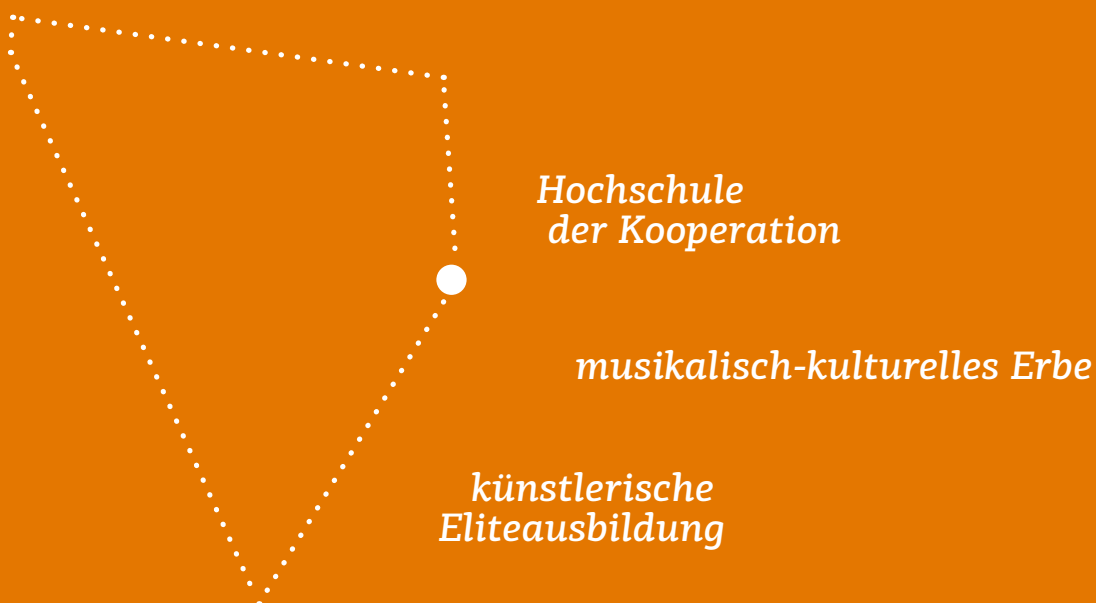 Hochschule
der Kooperation
musikalisch-kulturelles Erbe
künstlerische
Eliteausbildung